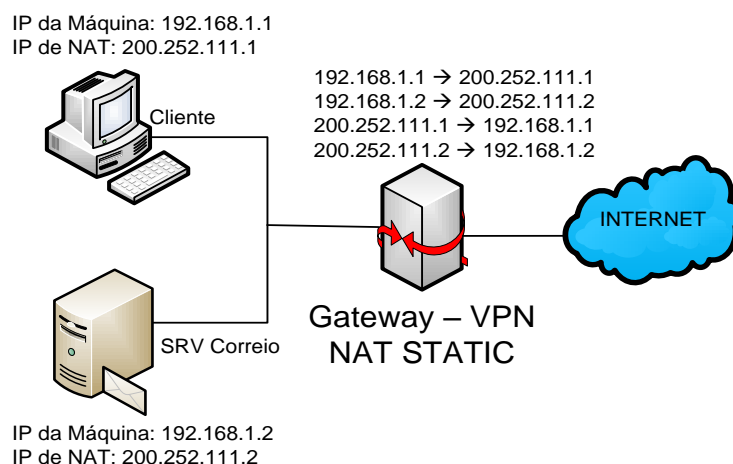 IP da Máquina: 192.168.1.1
IP de NAT: 200.252.111.1
Cliente
192.168.1.1 → 200.252.111.1
192.168.1.2 → 200.252.111.2
200.252.111.1 → 192.168.1.1
200.252.111.2 → 192.168.1.2
INTERNET
Gateway – VPN
NAT STATIC
SRV Correio
IP da Máquina: 192.168.1.2
IP de NAT: 200.252.111.2